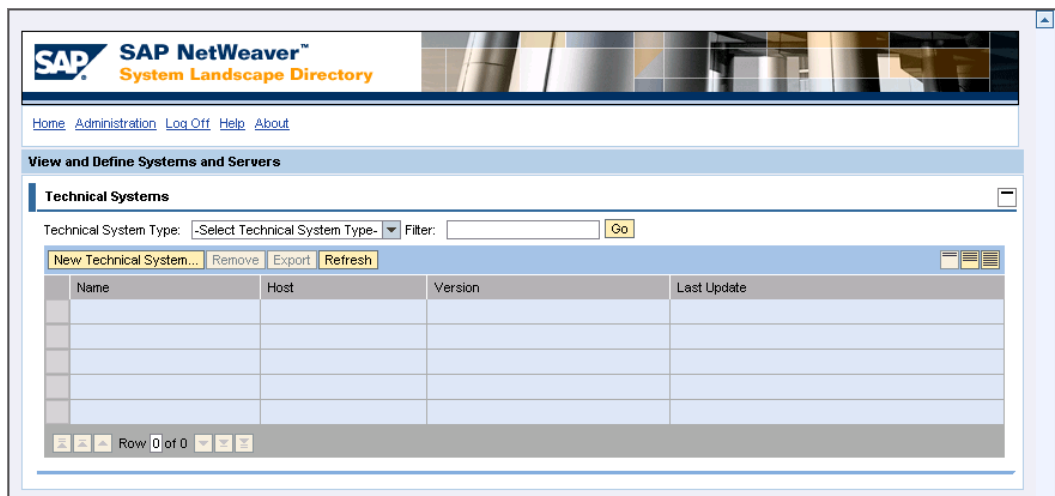 SAP SAP NetWeaver™
System Landscape Directory
Home Administration Log Off Help About
View and Define Systems and Servers
Technical Systems
Technical System Type: -Select Technical System Type- Filter: Go
New Technical System... Remove Export Refresh
Name Host Version Last Update
Row 0 of 0